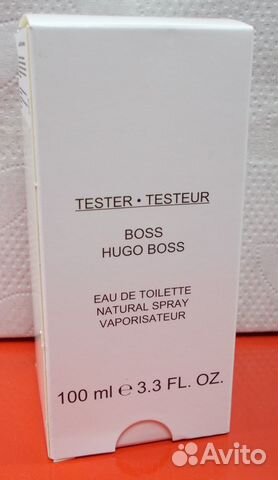 TESTER • TESTEUR
BOSS
HUGO BOSS
EAU DE TOILETTE
NATURAL SPRAY
VAPORISATEUR
100 ml ℮ 3.3 FL. OZ.
Avito